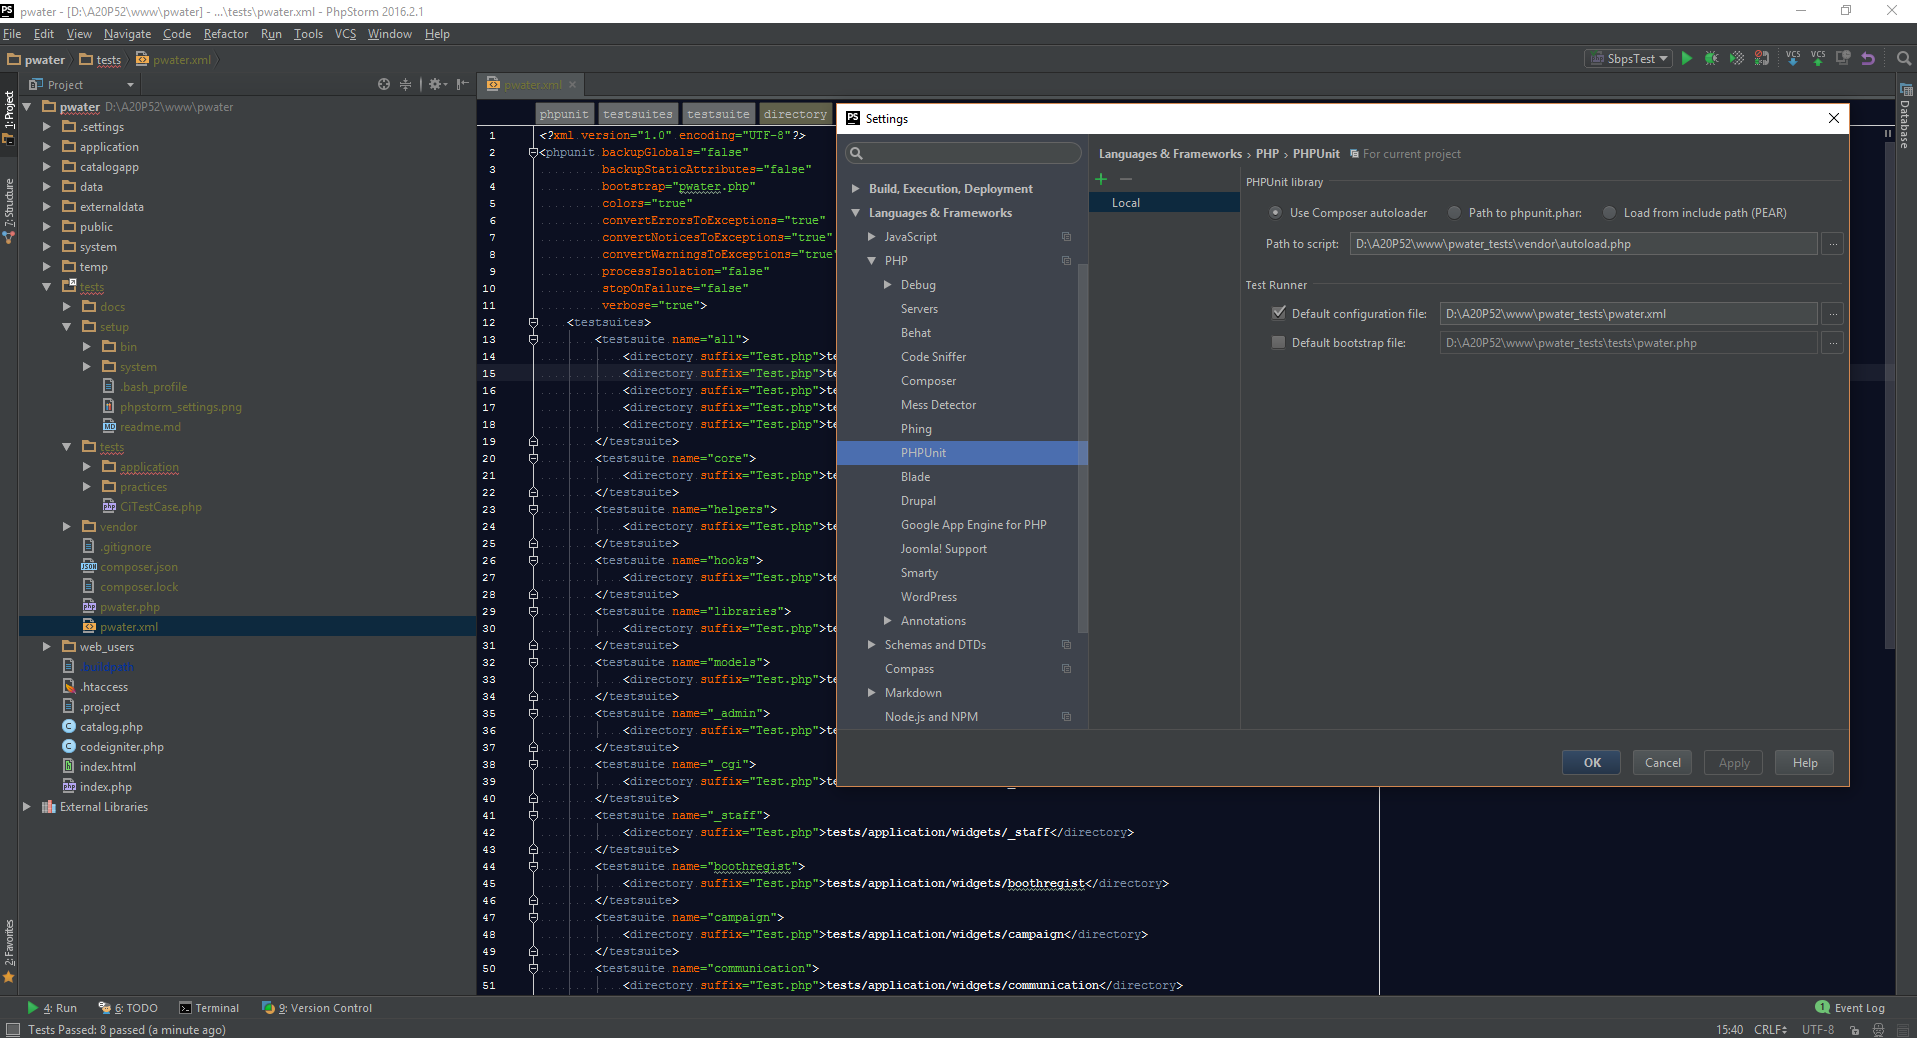 pwater - [D:\A20P52\www\pwater] - ...\tests\pwater.xml - PhpStorm 2016.2.1
File Edit View Navigate Code Refactor Run Tools VCS Window Help
pwater tests pwater.xml SbpsTest VCS VCS
1: Project
7: Structure
2: Favorites
Database
Project
pwater D:\A20P52\www\pwater
.settings
application
catalogapp
data
externaldata
public
system
temp
tests
docs
setup
bin
system
.bash_profile
phpstorm_settings.png
readme.md
tests
application
practices
CiTestCase.php
vendor
.gitignore
composer.json
composer.lock
pwater.php
pwater.xml
web_users
.buildpath
.htaccess
.project
catalog.php
codeigniter.php
index.html
index.php
External Libraries
pwater.xml
phpunit testsuites testsuite directory
1 <?xml version="1.0" encoding="UTF-8"?>
2 <phpunit backupGlobals="false"
3 backupStaticAttributes="false"
4 bootstrap="pwater.php"
5 colors="true"
6 convertErrorsToExceptions="true"
7 convertNoticesToExceptions="true"
8 convertWarningsToExceptions="true"
9 processIsolation="false"
10 stopOnFailure="false"
11 verbose="true">
12 <testsuites>
13 <testsuite name="all">
14 <directory suffix="Test.php">te
15 <directory suffix="Test.php">te
16 <directory suffix="Test.php">te
17 <directory suffix="Test.php">te
18 <directory suffix="Test.php">te
19 </testsuite>
20 <testsuite name="core">
21 <directory suffix="Test.php">te
22 </testsuite>
23 <testsuite name="helpers">
24 <directory suffix="Test.php">te
25 </testsuite>
26 <testsuite name="hooks">
27 <directory suffix="Test.php">te
28 </testsuite>
29 <testsuite name="libraries">
30 <directory suffix="Test.php">te
31 </testsuite>
32 <testsuite name="models">
33 <directory suffix="Test.php">te
34 </testsuite>
35 <testsuite name="_admin">
36 <directory suffix="Test.php">te
37 </testsuite>
38 <testsuite name="_cgi">
39 <directory suffix="Test.php">te
40 </testsuite>
41 <testsuite name="_staff">
42 <directory suffix="Test.php">tests/application/widgets/_staff</directory>
43 </testsuite>
44 <testsuite name="boothregist">
45 <directory suffix="Test.php">tests/application/widgets/boothregist</directory>
46 </testsuite>
47 <testsuite name="campaign">
48 <directory suffix="Test.php">tests/application/widgets/campaign</directory>
49 </testsuite>
50 <testsuite name="communication">
51 <directory suffix="Test.php">tests/application/widgets/communication</directory>
Settings
Build, Execution, Deployment
Languages & Frameworks
JavaScript
PHP
Debug
Servers
Behat
Code Sniffer
Composer
Mess Detector
Phing
PHPUnit
Blade
Drupal
Google App Engine for PHP
Joomla! Support
Smarty
WordPress
Annotations
Schemas and DTDs
Compass
Markdown
Node.js and NPM
Languages & Frameworks › PHP › PHPUnit For current project
Local
PHPUnit library
Use Composer autoloader Path to phpunit.phar: Load from include path (PEAR)
Path to script: D:\A20P52\www\pwater_tests\vendor\autoload.php ...
Test Runner
Default configuration file: D:\A20P52\www\pwater_tests\pwater.xml ...
Default bootstrap file: D:\A20P52\www\pwater_tests\tests\pwater.php ...
OK Cancel Apply Help
4: Run 6: TODO Terminal 9: Version Control 1 Event Log
Tests Passed: 8 passed (a minute ago) 15:40 CRLF UTF-8